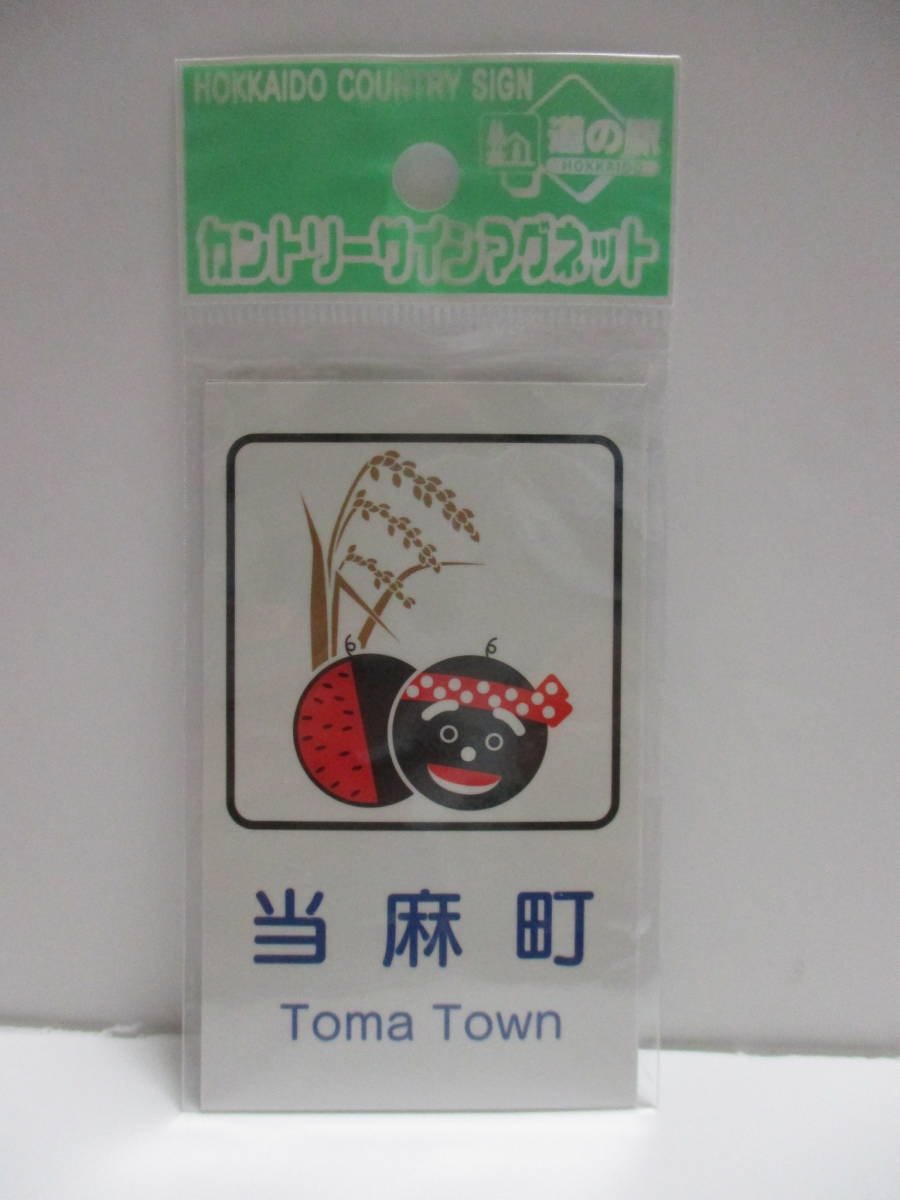 HOKKAIDO COUNTRY SIGN
道の駅
HOKKAIDO
カントリーサインマグネット
当麻町
Toma Town